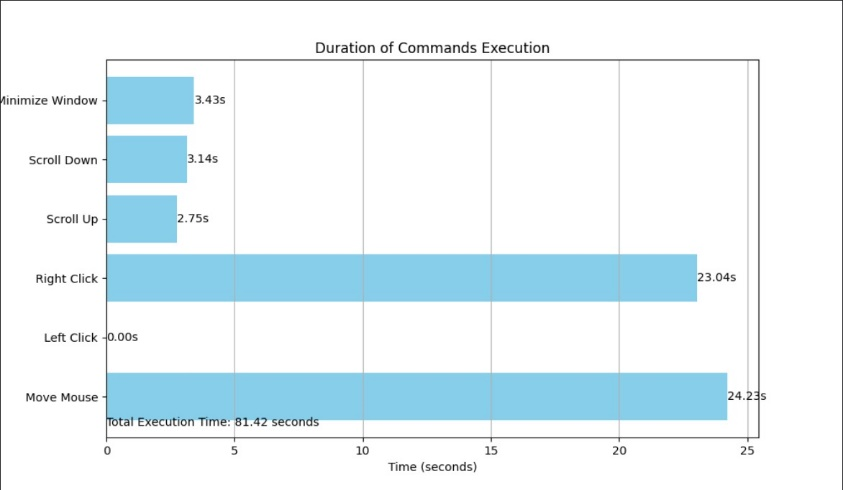 Duration of Commands Execution
Minimize Window
3.43s
Scroll Down
3.14s
Scroll Up
2.75s
Right Click
23.04s
Left Click
0.00s
Move Mouse
24.23s
Total Execution Time: 81.42 seconds
0 5 10 15 20 25
Time (seconds)